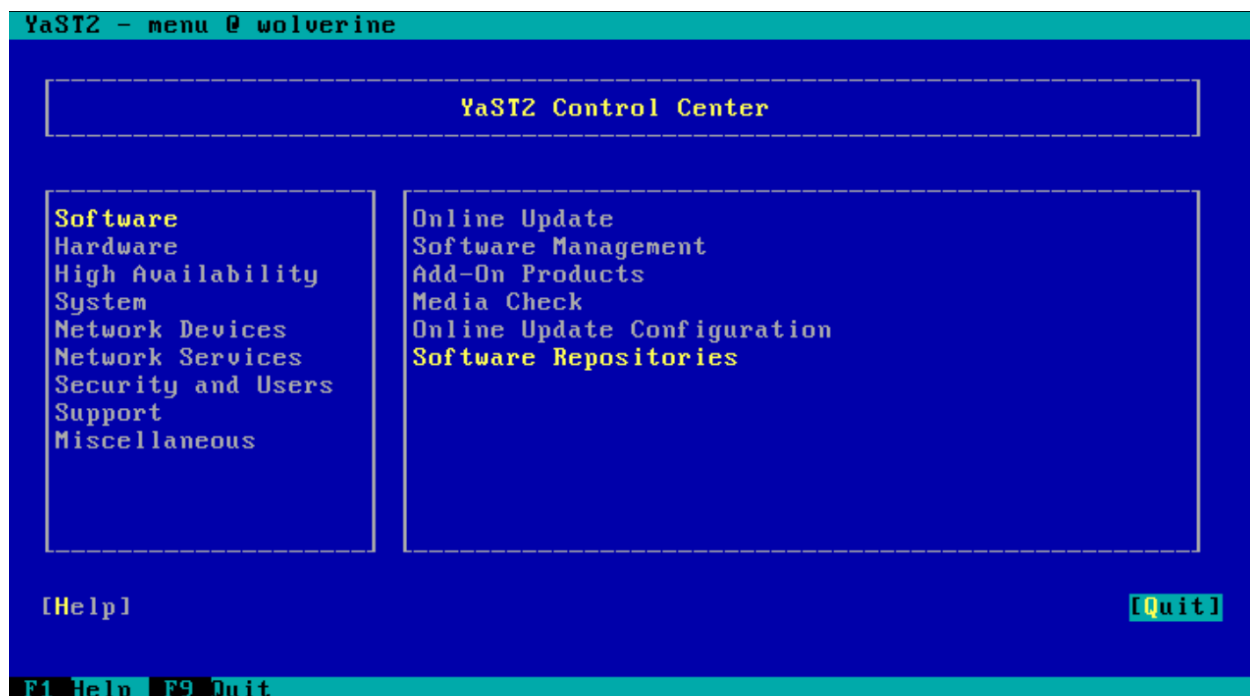 YaST2 - menu @ wolverine
YaST2 Control Center
Software
Hardware
High Availability
System
Network Devices
Network Services
Security and Users
Support
Miscellaneous
Online Update
Software Management
Add-On Products
Media Check
Online Update Configuration
Software Repositories
[Help]
[Quit]
F1 Help F9 Quit